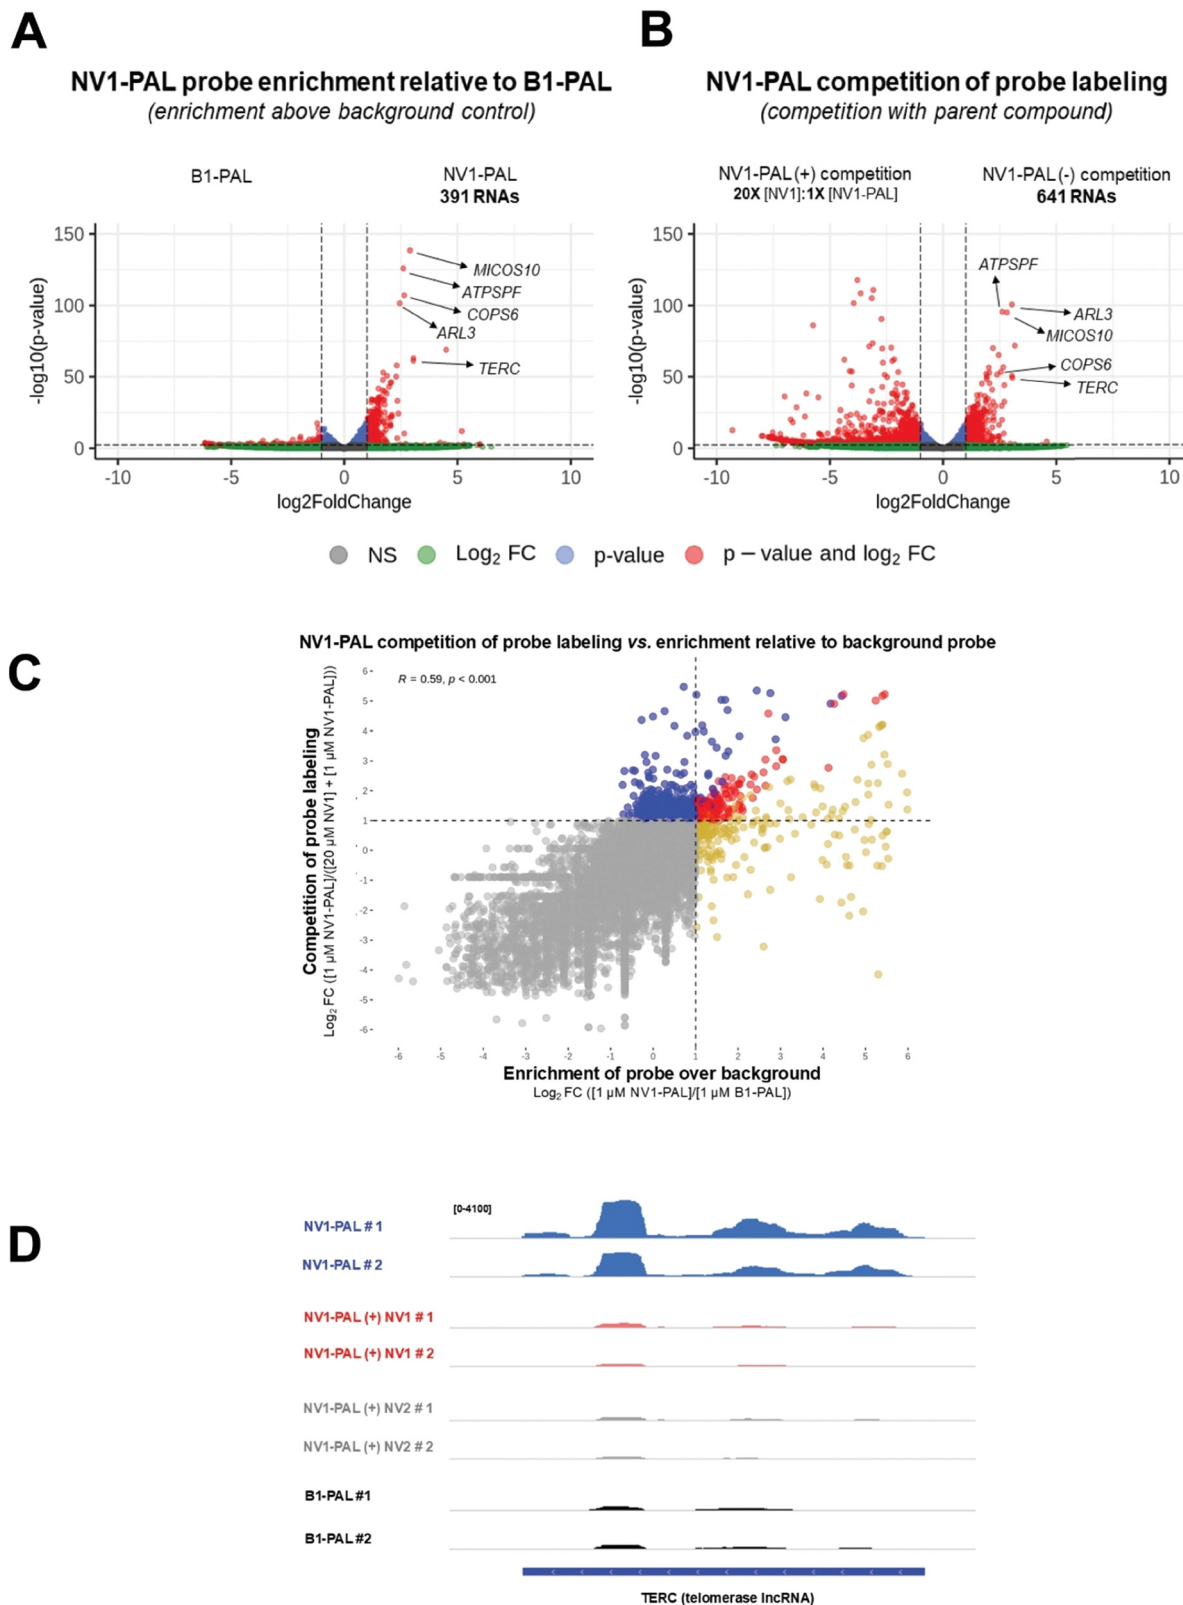 A
B
NV1-PAL probe enrichment relative to B1-PAL
(enrichment above background control)
NV1-PAL competition of probe labeling
(competition with parent compound)
B1-PAL
NV1-PAL
391 RNAs
NV1-PAL (+) competition
20X [NV1]:1X [NV1-PAL]
NV1-PAL (-) competition
641 RNAs
-log10(p-value)
150
100
50
0
MICOS10
ATPSPF
COPS6
ARL3
TERC
-10
-5
0
5
10
log2FoldChange
-log10(p-value)
150
100
50
0
ATPSPF
ARL3
MICOS10
COPS6
TERC
-10
-5
0
5
10
log2FoldChange
NS
Log2 FC
p-value
p – value and log2 FC
C
NV1-PAL competition of probe labeling vs. enrichment relative to background probe
R = 0.59, p < 0.001
Competition of probe labeling
Log2 FC ([1 µM NV1-PAL]/([20 µM NV1] + [1 µM NV1-PAL]))
6
5
4
3
2
1
0
-1
-2
-3
-4
-5
-6
-6
-5
-4
-3
-2
-1
0
1
2
3
4
5
6
Enrichment of probe over background
Log2 FC ([1 µM NV1-PAL]/[1 µM B1-PAL])
D
[0-4100]
NV1-PAL # 1
NV1-PAL # 2
NV1-PAL (+) NV1 # 1
NV1-PAL (+) NV1 # 2
NV1-PAL (+) NV2 # 1
NV1-PAL (+) NV2 # 2
B1-PAL #1
B1-PAL #2
TERC (telomerase lncRNA)